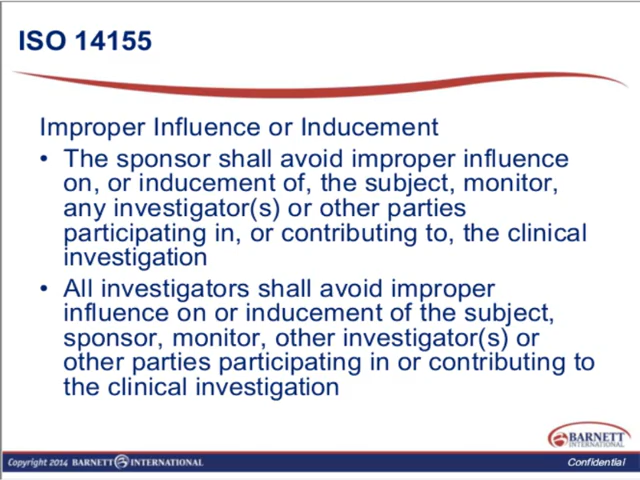 ISO 14155
Improper Influence or Inducement
• The sponsor shall avoid improper influence
on, or inducement of, the subject, monitor,
any investigator(s) or other parties
participating in, or contributing to, the clinical
investigation
• All investigators shall avoid improper
influence on or inducement of the subject,
sponsor, monitor, other investigator(s) or
other parties participating in or contributing to
the clinical investigation
BARNETT
INTERNATIONAL
Copyright 2014 BARNETT INTERNATIONAL
Confidential